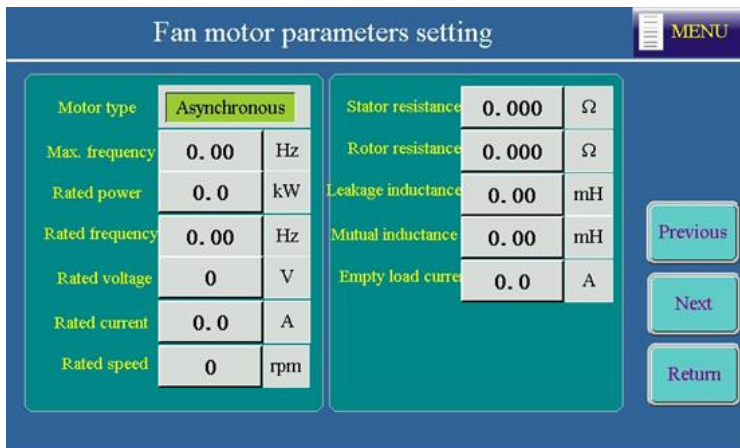 Fan motor parameters setting
MENU
Motor type Asynchronous
Max. frequency 0.00 Hz
Rated power 0.0 kW
Rated frequency 0.00 Hz
Rated voltage 0 V
Rated current 0.0 A
Rated speed 0 rpm
Stator resistance 0.000 Ω
Rotor resistance 0.000 Ω
Leakage inductance 0.00 mH
Mutual inductance 0.00 mH
Empty load curre 0.0 A
Previous
Next
Return